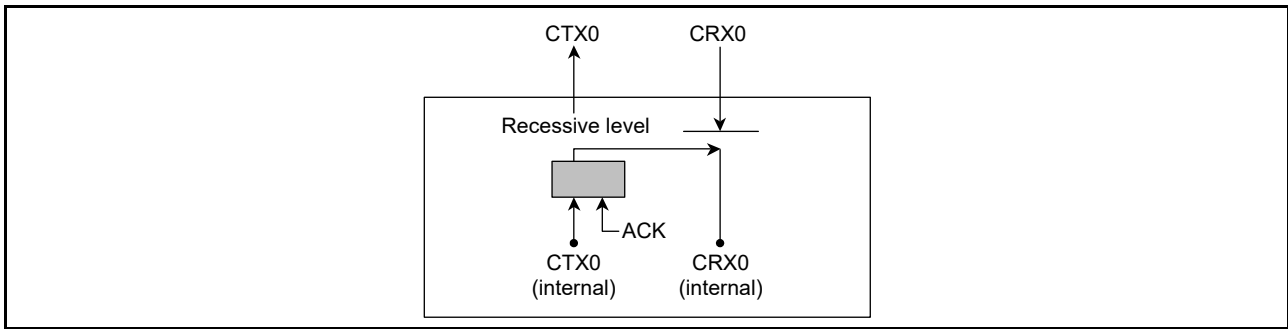 CTX0
CRX0
Recessive level
ACK
CTX0
(internal)
CRX0
(internal)